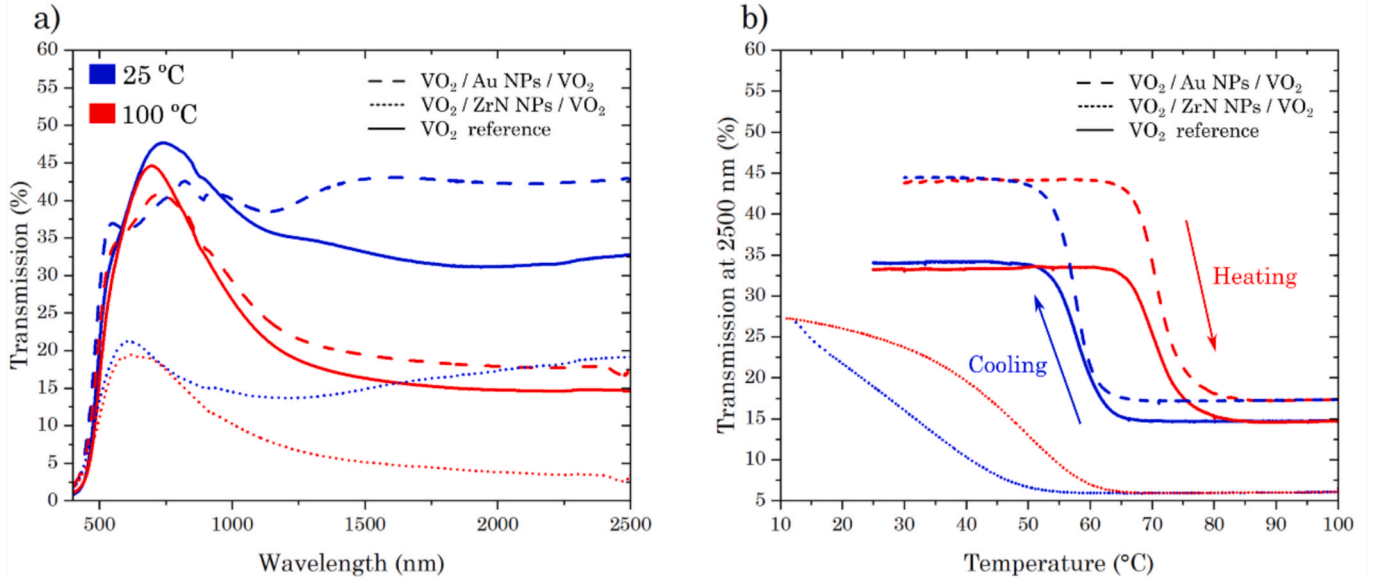 a)
60
55
50
45
40
35
30
25
20
15
10
5
0
Transmission (%)
25 ºC
100 ºC
VO₂ / Au NPs / VO₂
VO₂ / ZrN NPs / VO₂
VO₂ reference
500 1000 1500 2000 2500
Wavelength (nm)
b)
60
55
50
45
40
35
30
25
20
15
10
5
Transmission at 2500 nm (%)
VO₂ / Au NPs / VO₂
VO₂ / ZrN NPs / VO₂
VO₂ reference
Heating
Cooling
10 20 30 40 50 60 70 80 90 100
Temperature (°C)